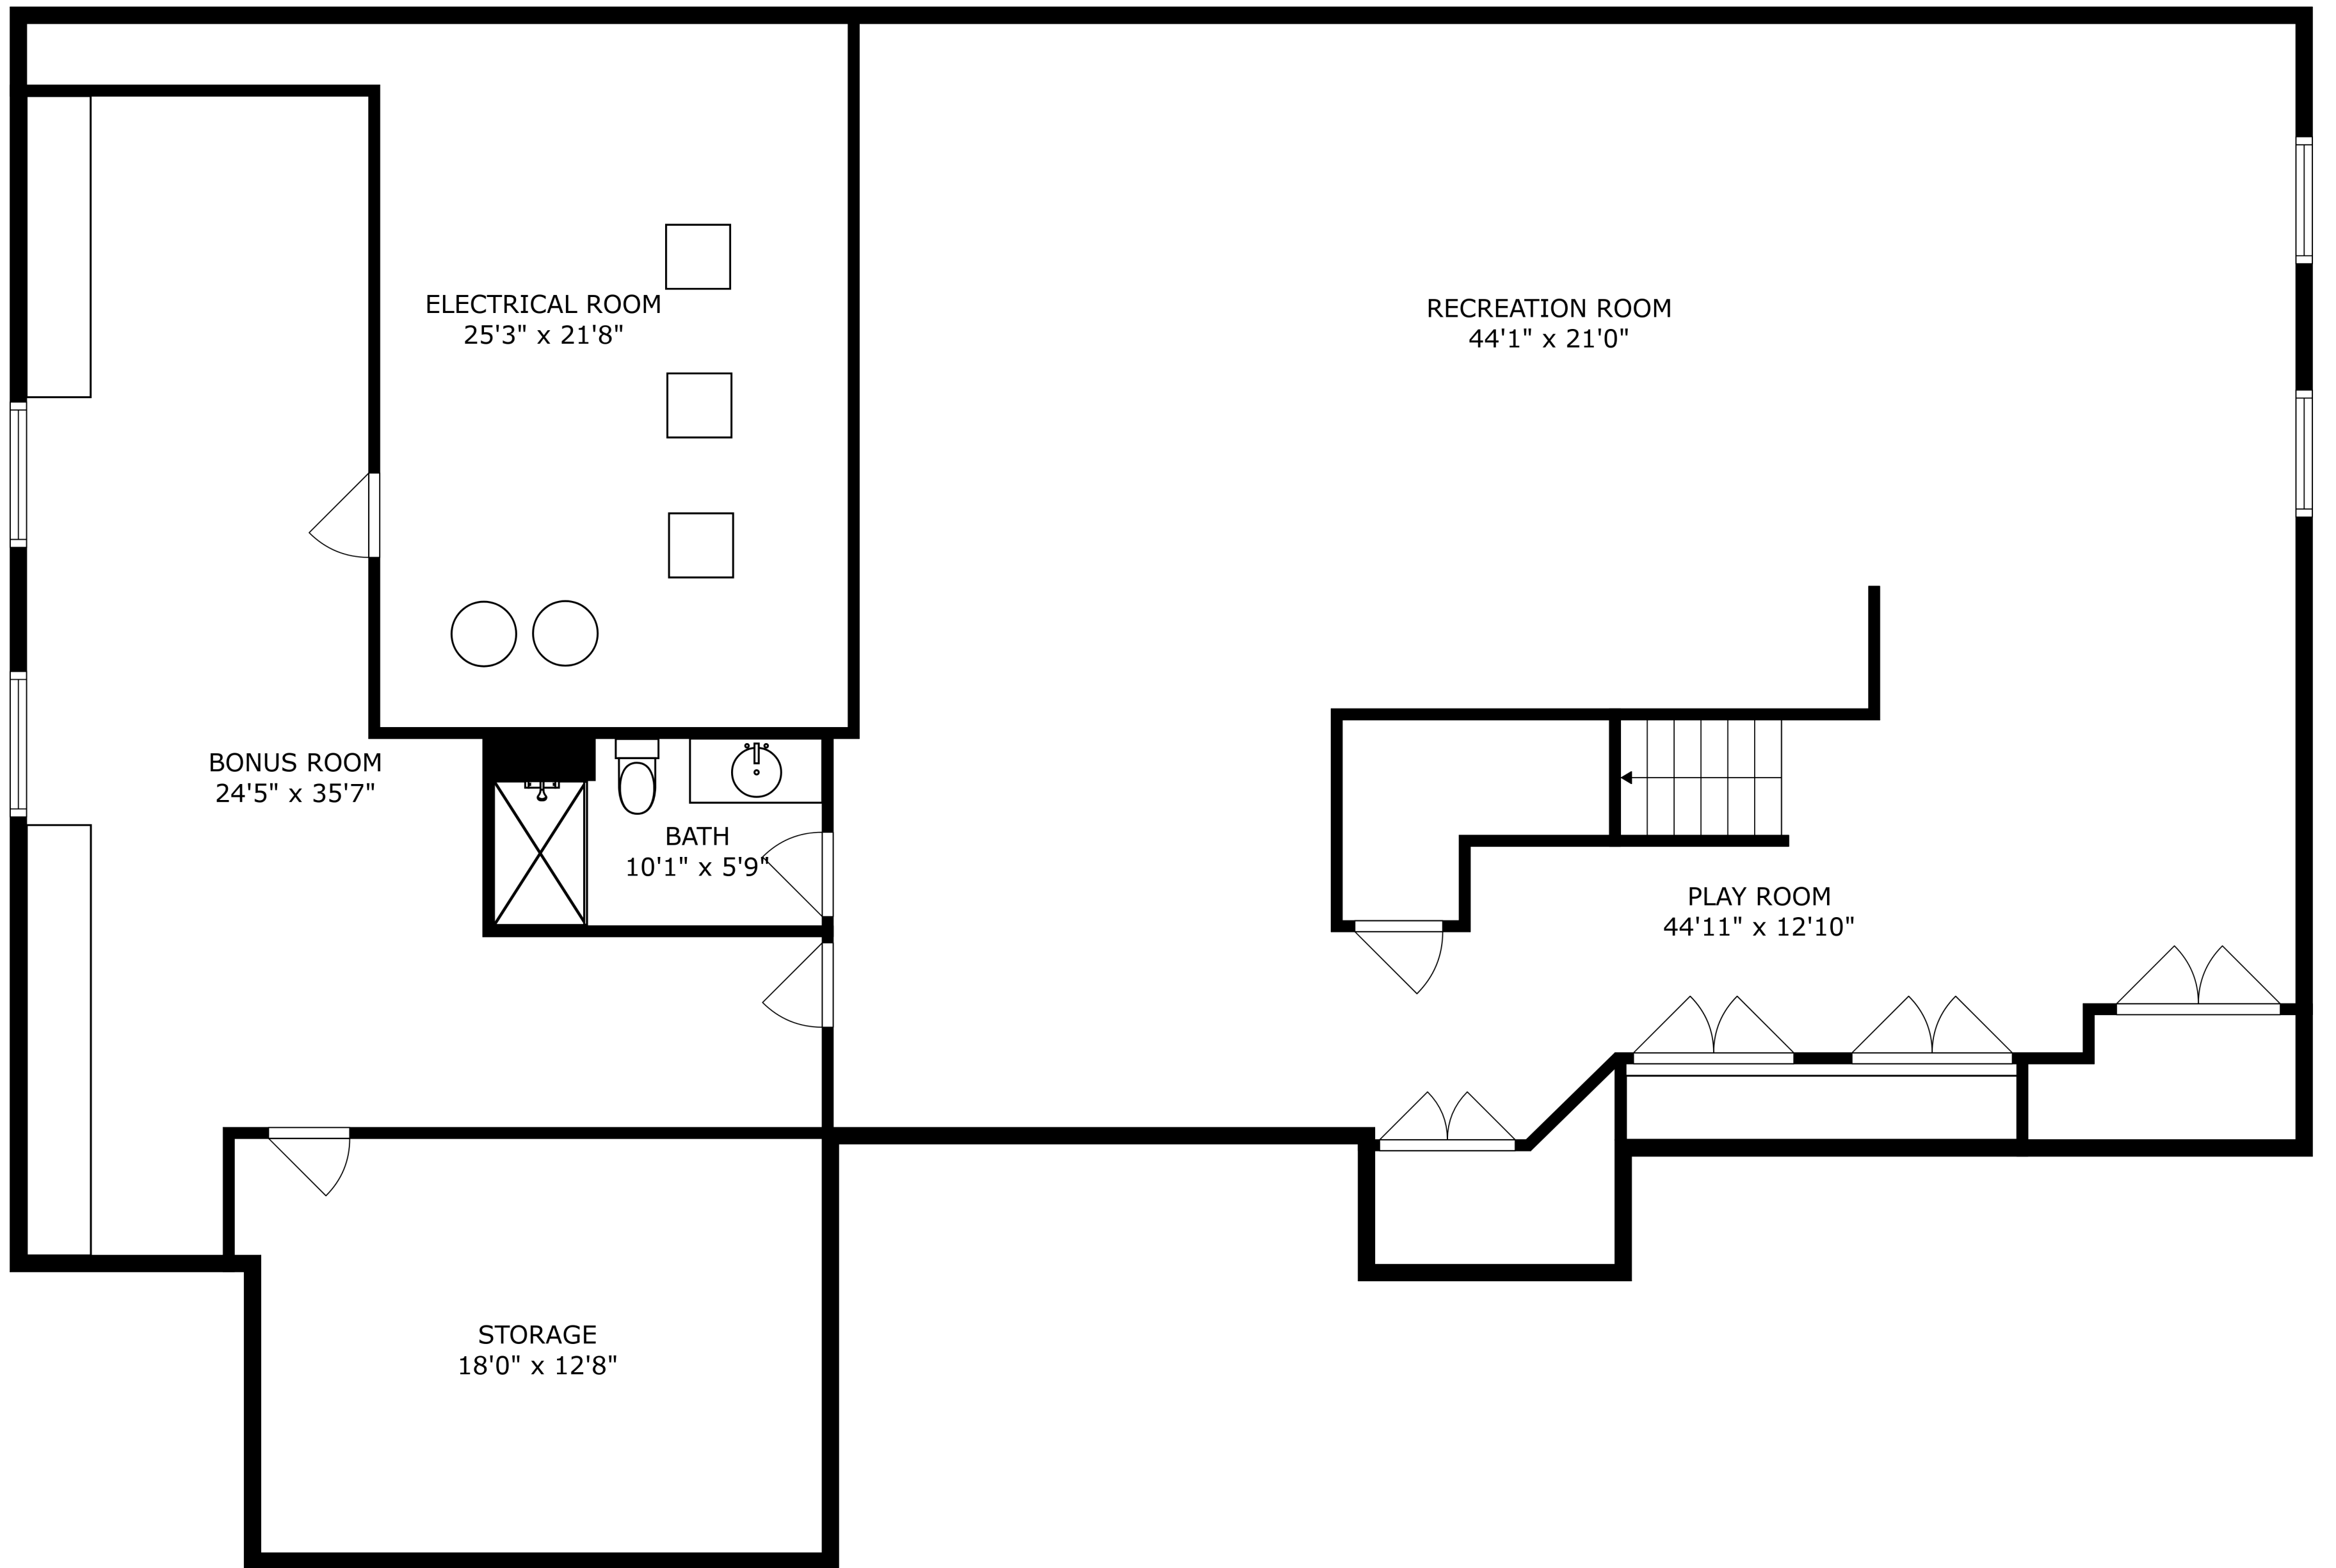 ELECTRICAL ROOM
25'3" x 21'8"
RECREATION ROOM
44'1" x 21'0"
BONUS ROOM
24'5" x 35'7"
BATH
10'1" x 5'9"
PLAY ROOM
44'11" x 12'10"
STORAGE
18'0" x 12'8"